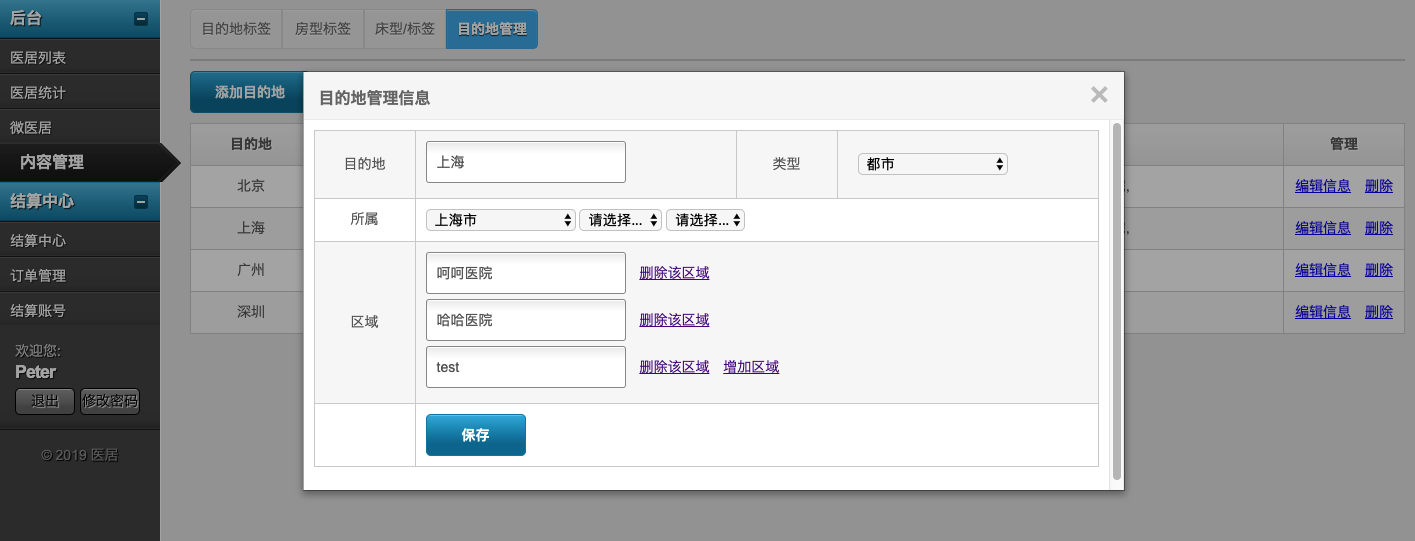 后台
医居列表
医居统计
微医居
内容管理
结算中心
结算中心
订单管理
结算账号
欢迎您:
Peter
退出 修改密码
© 2019 医居
目的地标签 房型标签 床型/标签 目的地管理
添加目的地
目的地 管理
北京 编辑信息 删除
上海 编辑信息 删除
广州 编辑信息 删除
深圳 编辑信息 删除
目的地管理信息
目的地 上海 类型 都市
所属 上海市 请选择... 请选择...
区域
呵呵医院 删除该区域
哈哈医院 删除该区域
test 删除该区域 增加区域
保存